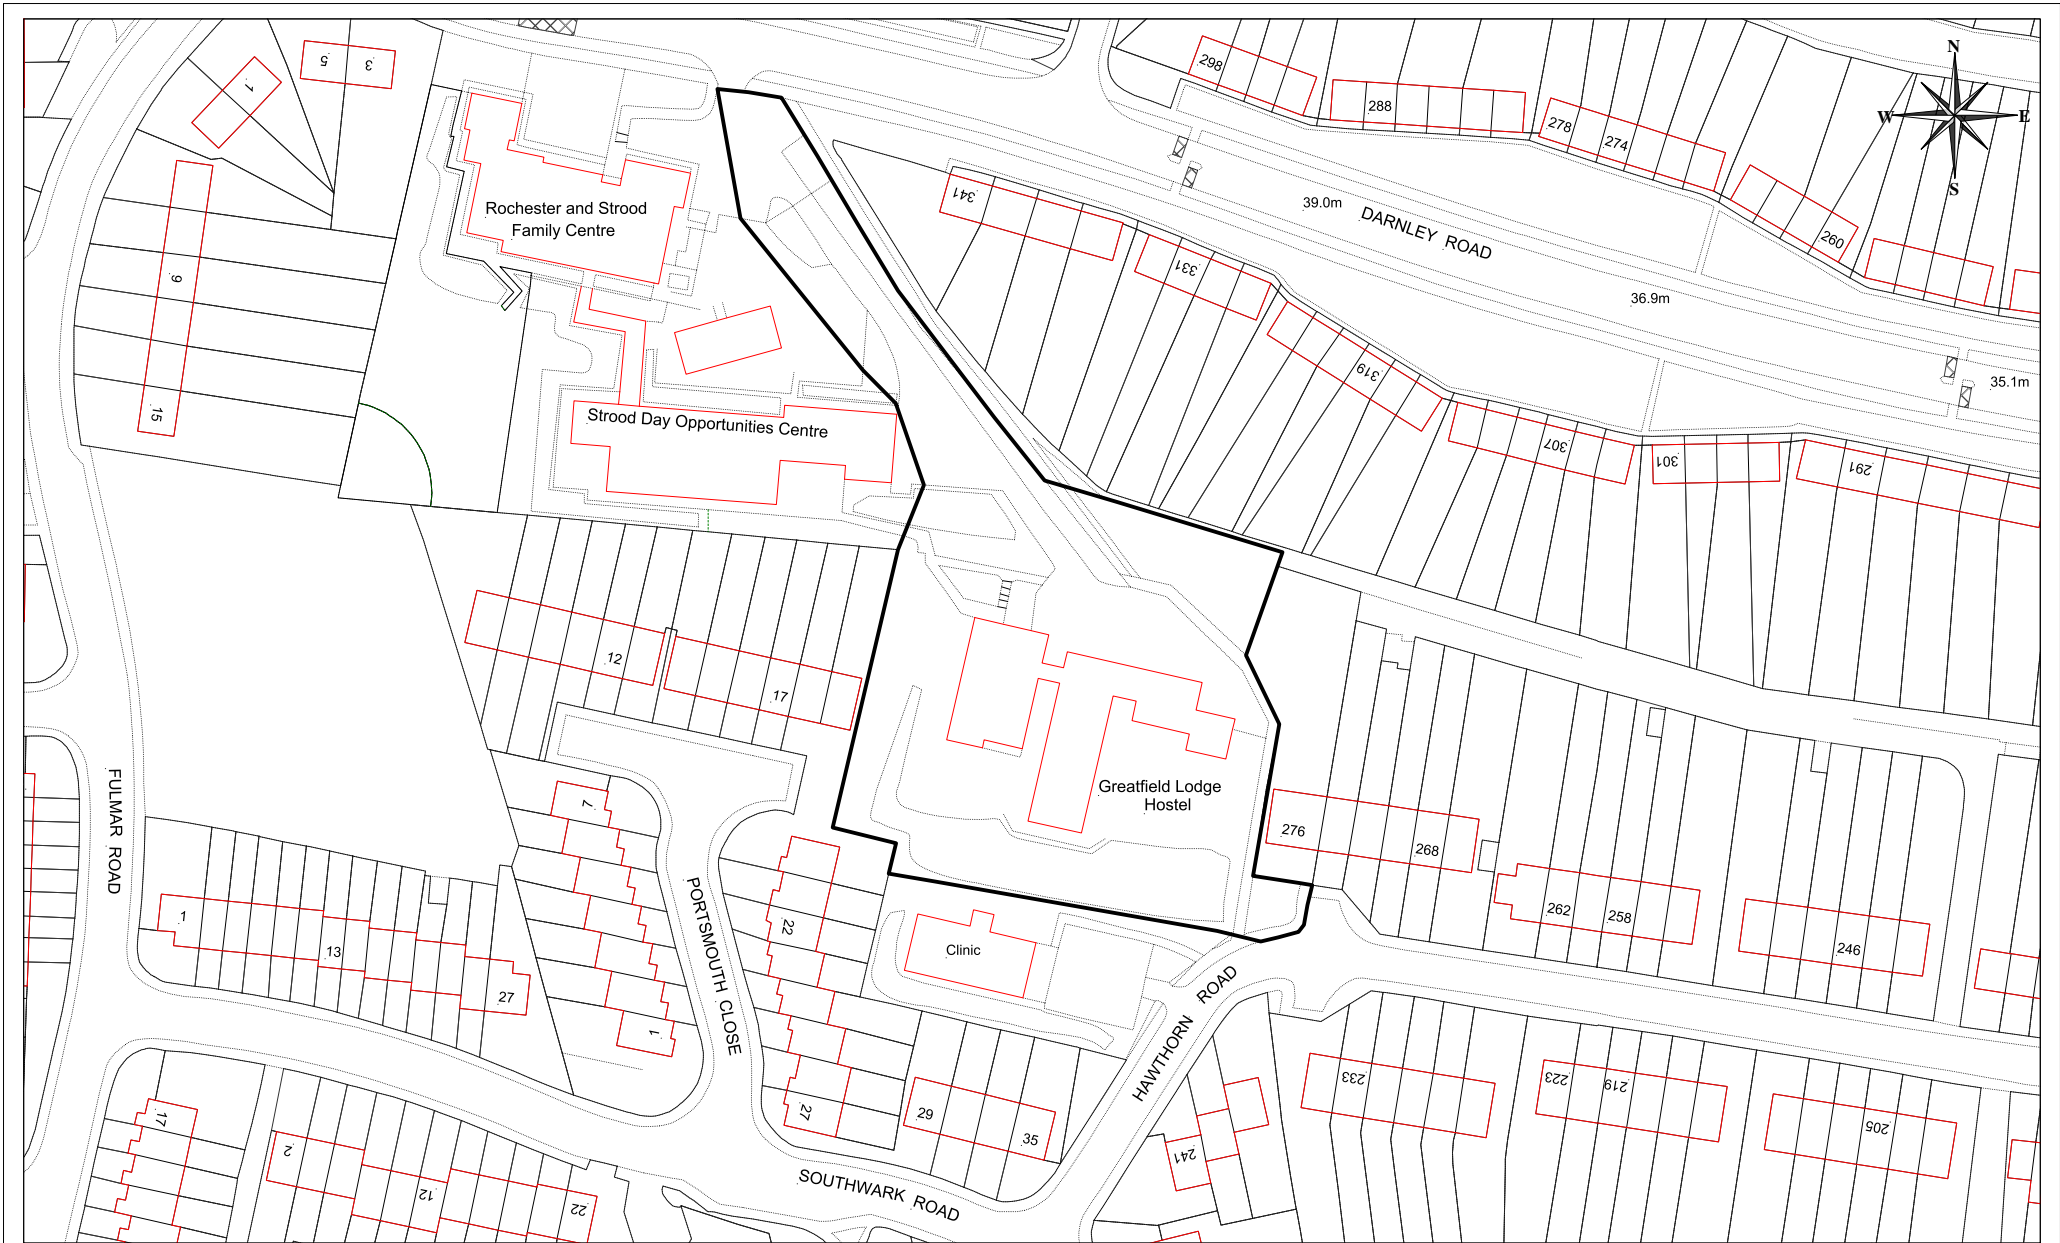 N
W
E
S
5
3
1
298
288
278
274
260
341
331
319
307
301
291
39.0m
DARNLEY ROAD
36.9m
35.1m
Rochester and Strood
Family Centre
9
15
Strood Day Opportunities Centre
12
17
Greatfield Lodge
Hostel
276
268
262
258
246
FULMAR ROAD
7
1
13
27
1
PORTSMOUTH CLOSE
22
27
Clinic
HAWTHORN ROAD
29
35
241
233
223
219
205
17
2
12
22
SOUTHWARK ROAD